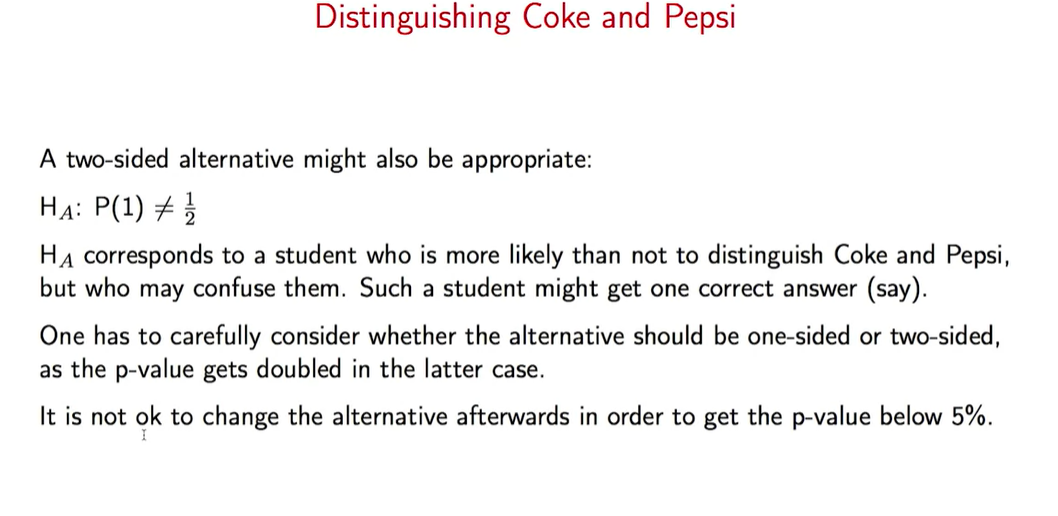 Distinguishing Coke and Pepsi
A two-sided alternative might also be appropriate:
H_A: P(1) ≠ 1/2
H_A corresponds to a student who is more likely than not to distinguish Coke and Pepsi,
but who may confuse them. Such a student might get one correct answer (say).
One has to carefully consider whether the alternative should be one-sided or two-sided,
as the p-value gets doubled in the latter case.
It is not ok to change the alternative afterwards in order to get the p-value below 5%.